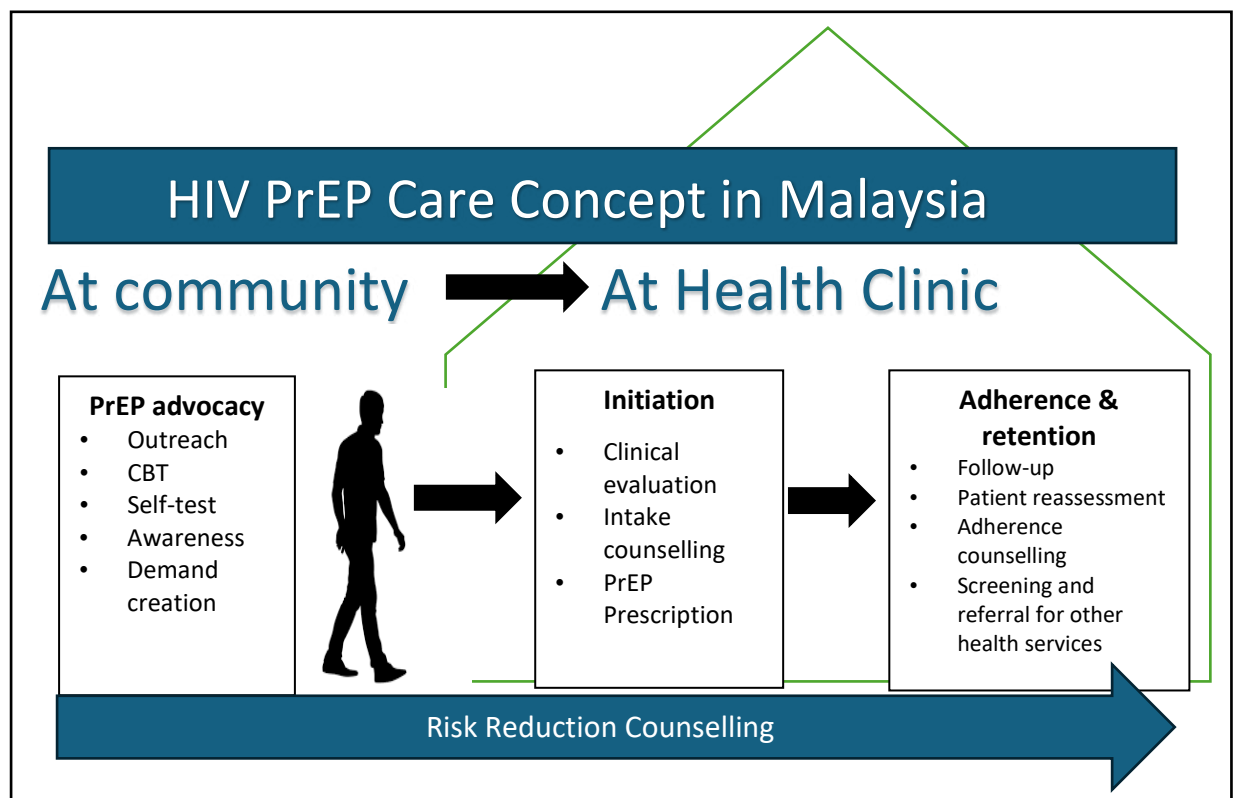 HIV PrEP Care Concept in Malaysia
At community
At Health Clinic
PrEP advocacy
• Outreach
• CBT
• Self-test
• Awareness
• Demand
creation
Initiation
• Clinical
evaluation
• Intake
counselling
• PrEP
Prescription
Adherence &
retention
• Follow-up
• Patient reassessment
• Adherence
counselling
• Screening and
referral for other
health services
Risk Reduction Counselling